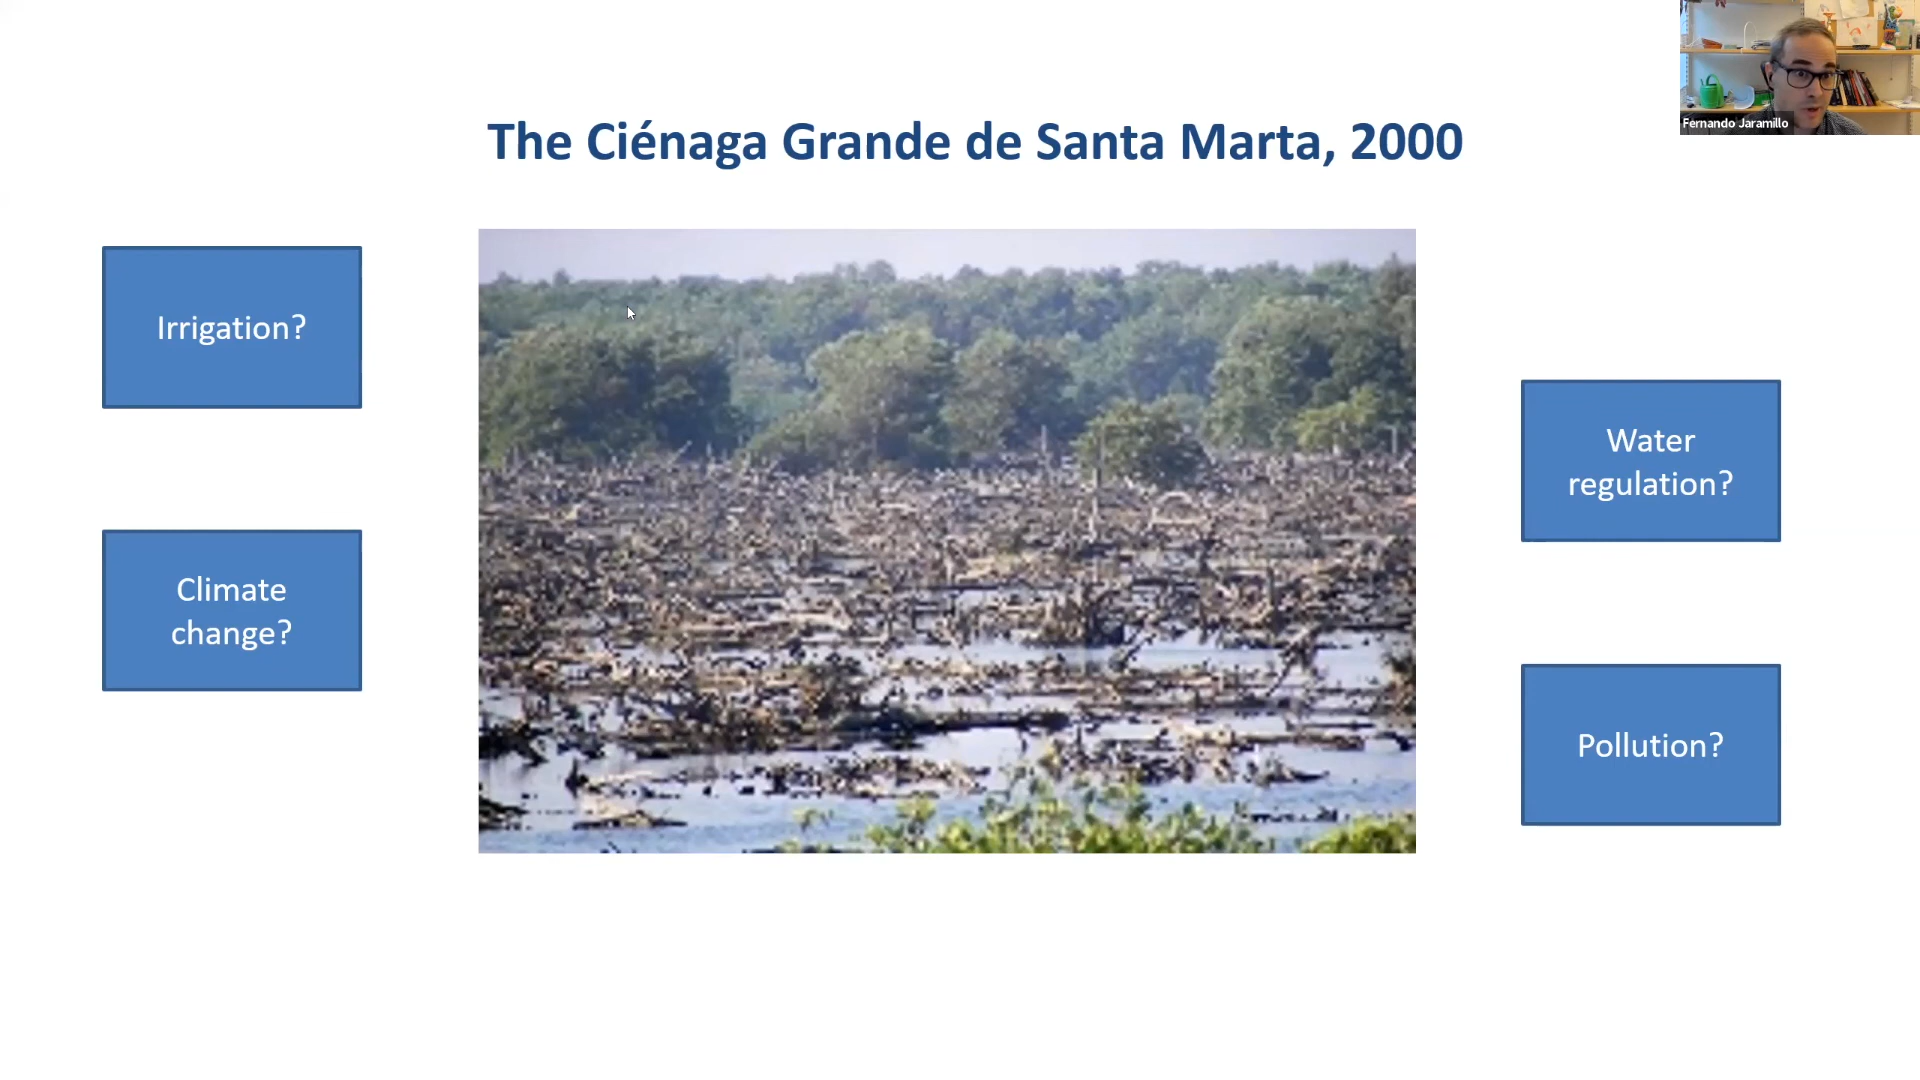 Fernando Jaramillo
The Ciénaga Grande de Santa Marta, 2000
Irrigation?
Climate
change?
Water
regulation?
Pollution?